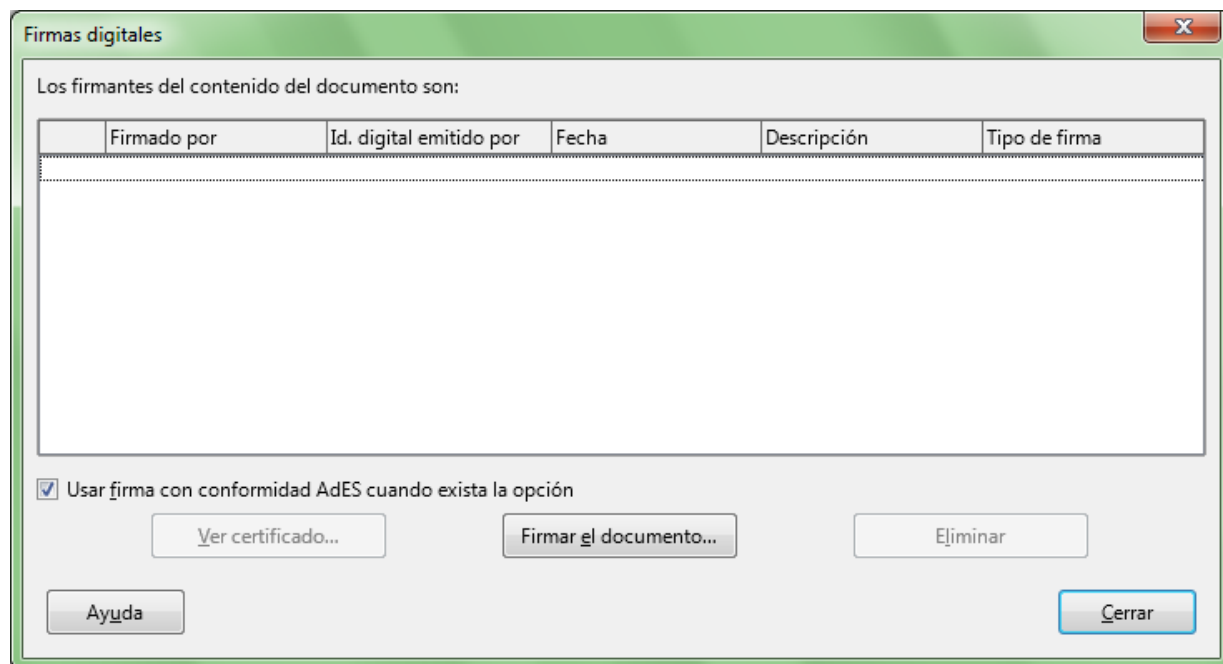 Firmas digitales
Los firmantes del contenido del documento son:
Firmado por Id. digital emitido por Fecha Descripción Tipo de firma
Usar firma con conformidad AdES cuando exista la opción
Ver certificado... Firmar el documento... Eliminar
Ayuda Cerrar